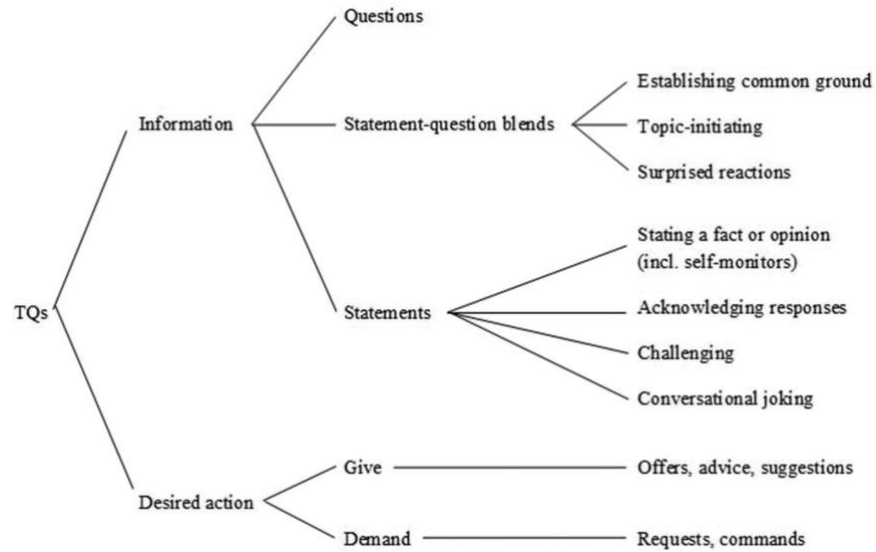 Questions
Establishing common ground
Information
Statement-question blends
Topic-initiating
Surprised reactions
Stating a fact or opinion
(incl. self-monitors)
TQs
Statements
Acknowledging responses
Challenging
Conversational joking
Give
Offers, advice, suggestions
Desired action
Demand
Requests, commands